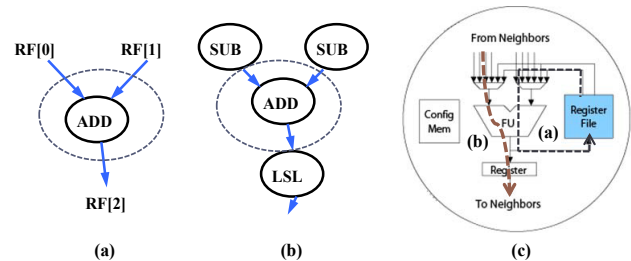 RF[0] RF[1]
ADD
RF[2]
(a)
SUB SUB
ADD
LSL
(b)
From Neighbors
Config
Mem
FU
(a)
(b)
Register
File
Register
To Neighbors
(c)